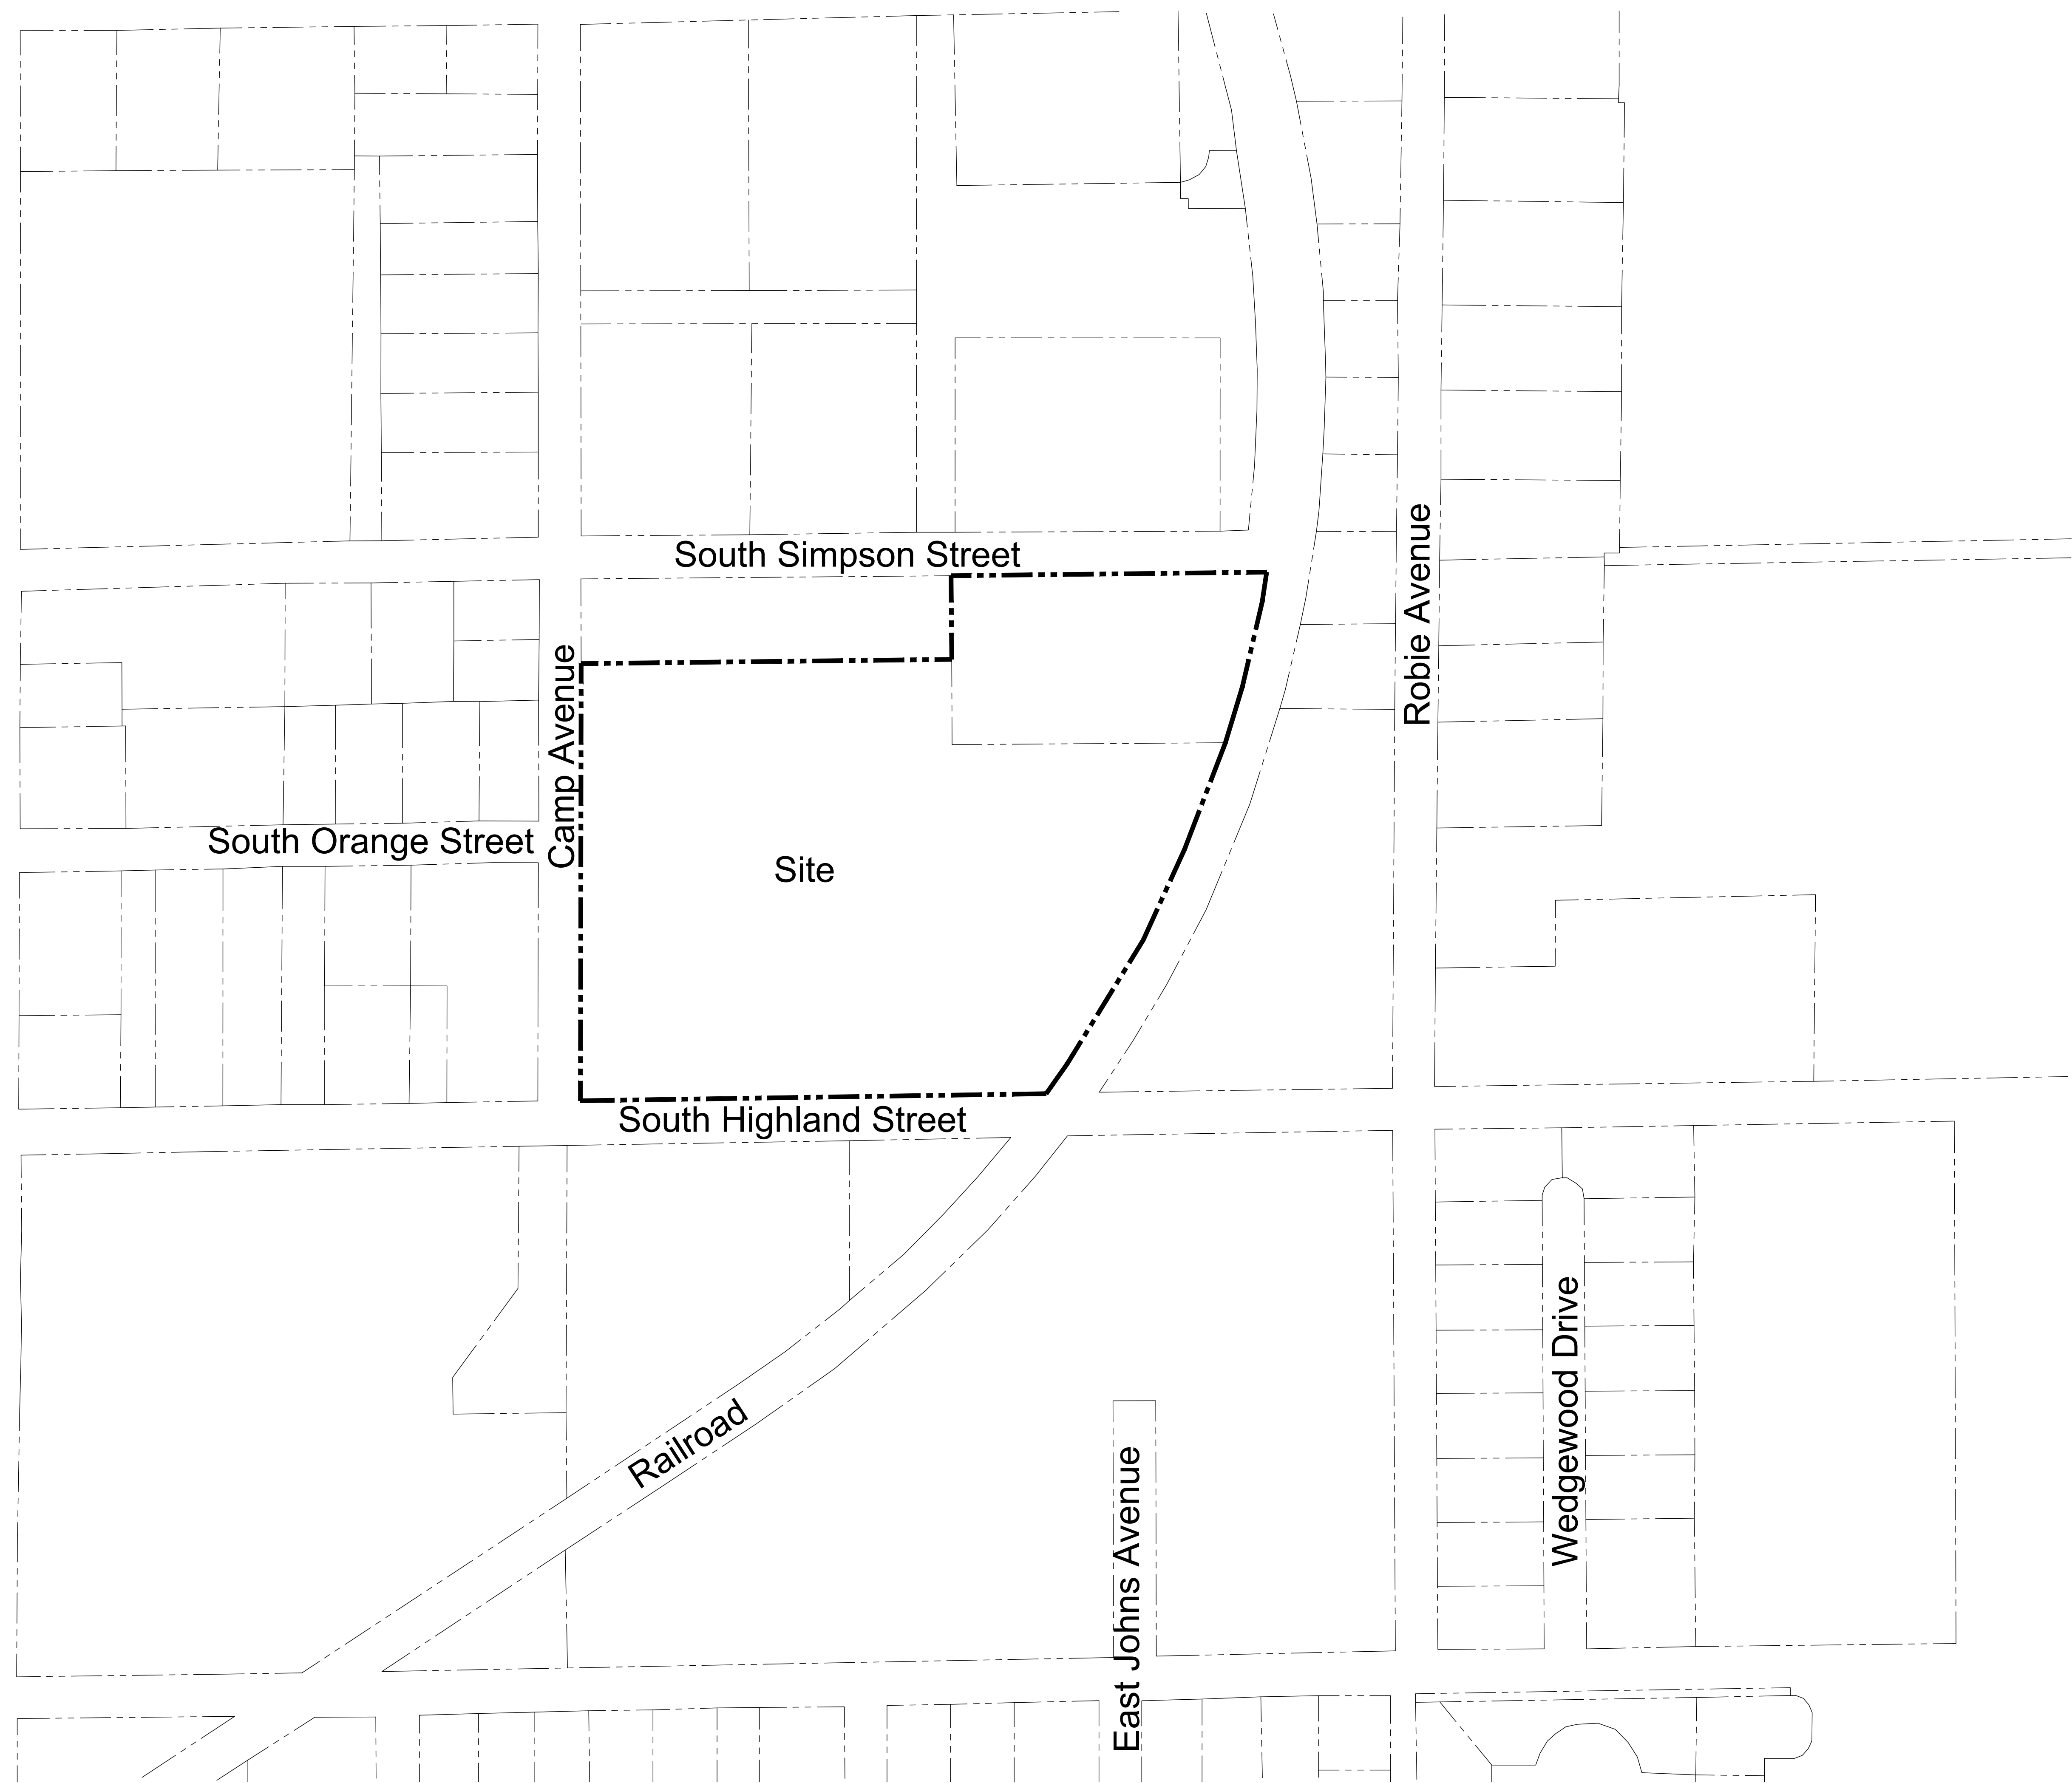 South Simpson Street
Robie Avenue
Camp Avenue
South Orange Street
Site
South Highland Street
Wedgewood Drive
Railroad
East Johns Avenue